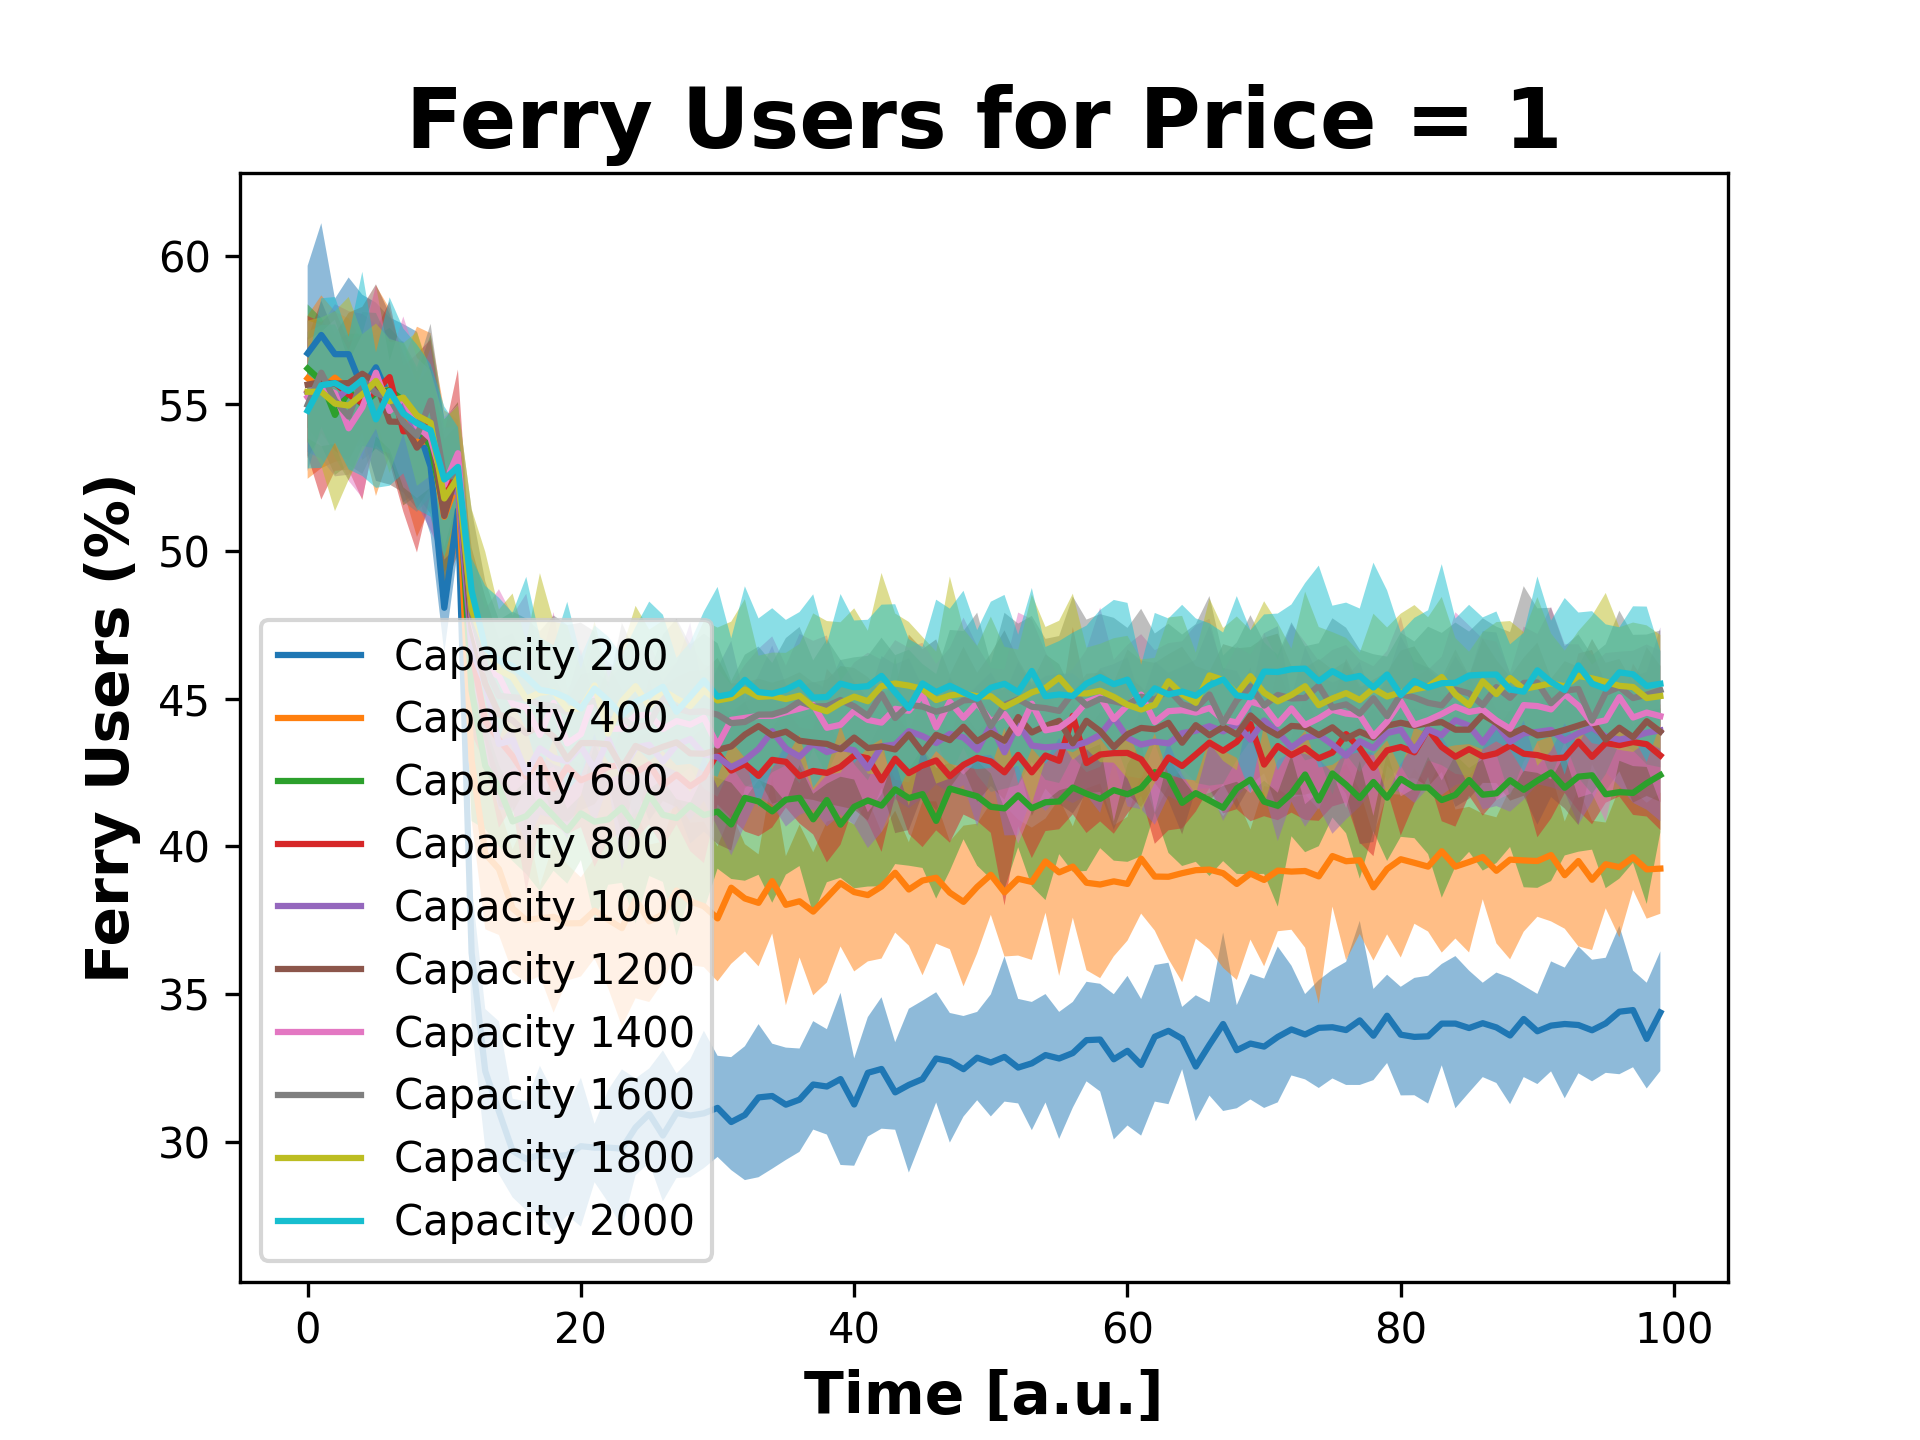 Ferry Users for Price = 1
Ferry Users (%)
60
55
50
45
40
35
30
Capacity 200
Capacity 400
Capacity 600
Capacity 800
Capacity 1000
Capacity 1200
Capacity 1400
Capacity 1600
Capacity 1800
Capacity 2000
0 20 40 60 80 100
Time [a.u.]